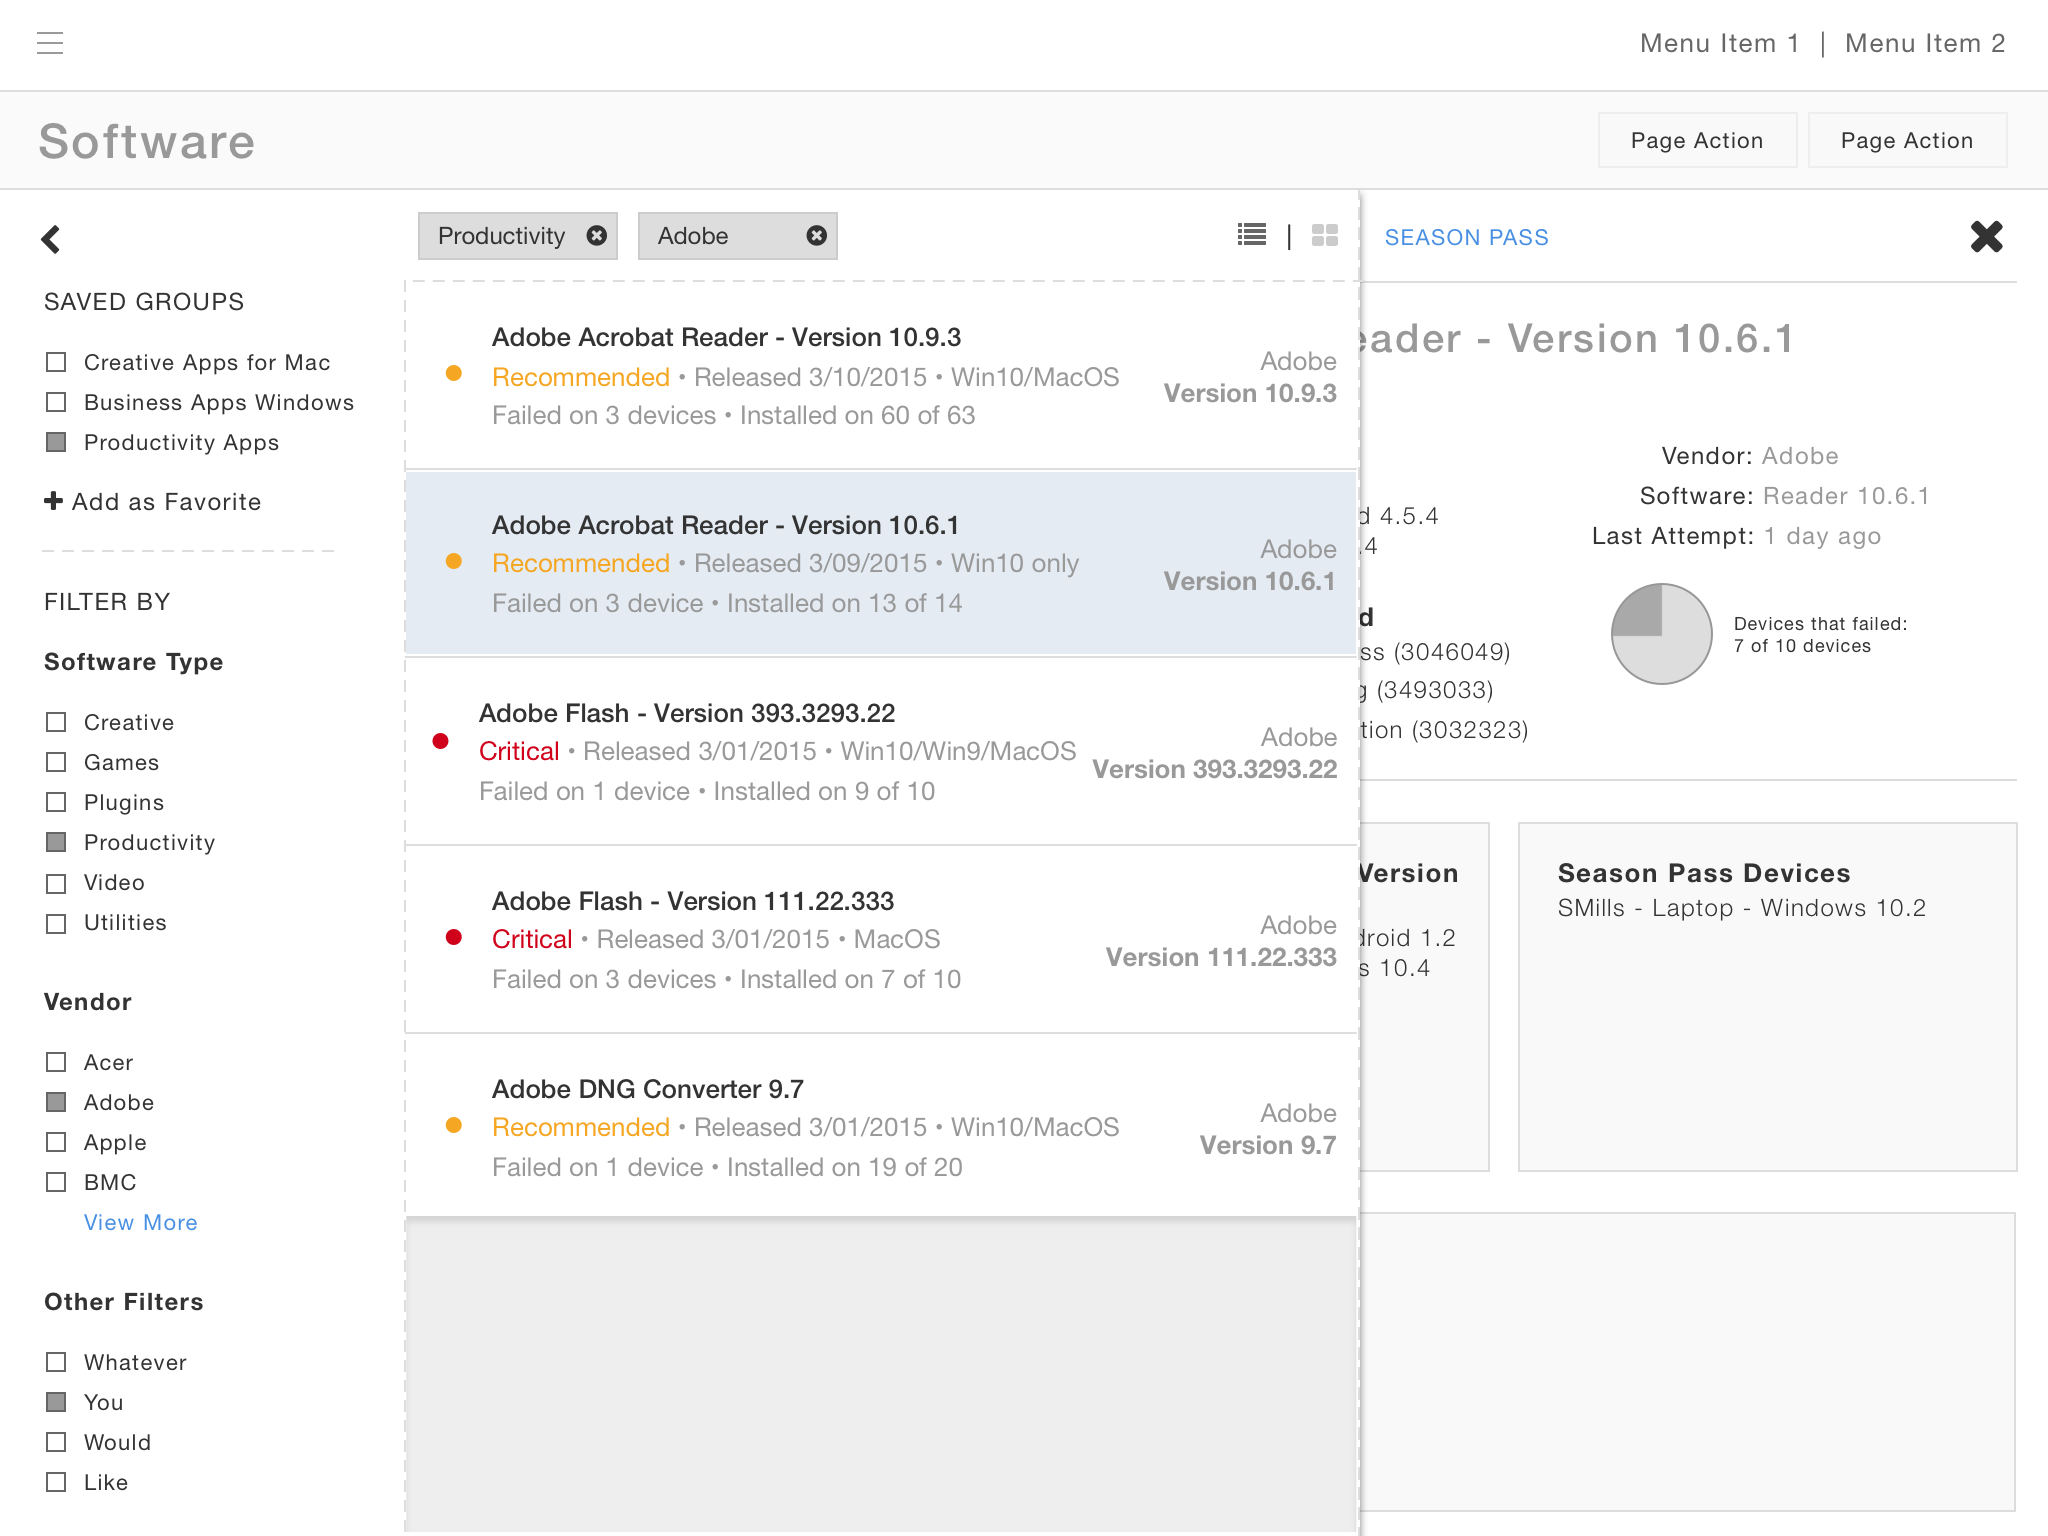 Menu Item 1 | Menu Item 2
Software
Page Action
Page Action
SAVED GROUPS
Creative Apps for Mac
Business Apps Windows
Productivity Apps
Add as Favorite
FILTER BY
Software Type
Creative
Games
Plugins
Productivity
Video
Utilities
Vendor
Acer
Adobe
Apple
BMC
View More
Other Filters
Whatever
You
Would
Like
Productivity
Adobe
|
Adobe Acrobat Reader - Version 10.9.3
Recommended • Released 3/10/2015 • Win10/MacOS
Failed on 3 devices • Installed on 60 of 63
Adobe
Version 10.9.3
Adobe Acrobat Reader - Version 10.6.1
Recommended • Released 3/09/2015 • Win10 only
Failed on 3 device • Installed on 13 of 14
Adobe
Version 10.6.1
Adobe Flash - Version 393.3293.22
Critical • Released 3/01/2015 • Win10/Win9/MacOS
Failed on 1 device • Installed on 9 of 10
Adobe
Version 393.3293.22
Adobe Flash - Version 111.22.333
Critical • Released 3/01/2015 • MacOS
Failed on 3 devices • Installed on 7 of 10
Adobe
Version 111.22.333
Adobe DNG Converter 9.7
Recommended • Released 3/01/2015 • Win10/MacOS
Failed on 1 device • Installed on 19 of 20
Adobe
Version 9.7
SEASON PASS
eader - Version 10.6.1
d 4.5.4
.4
d
ss (3046049)
g (3493033)
tion (3032323)
Vendor: Adobe
Software: Reader 10.6.1
Last Attempt: 1 day ago
Devices that failed:
7 of 10 devices
Version
droid 1.2
s 10.4
Season Pass Devices
SMills - Laptop - Windows 10.2